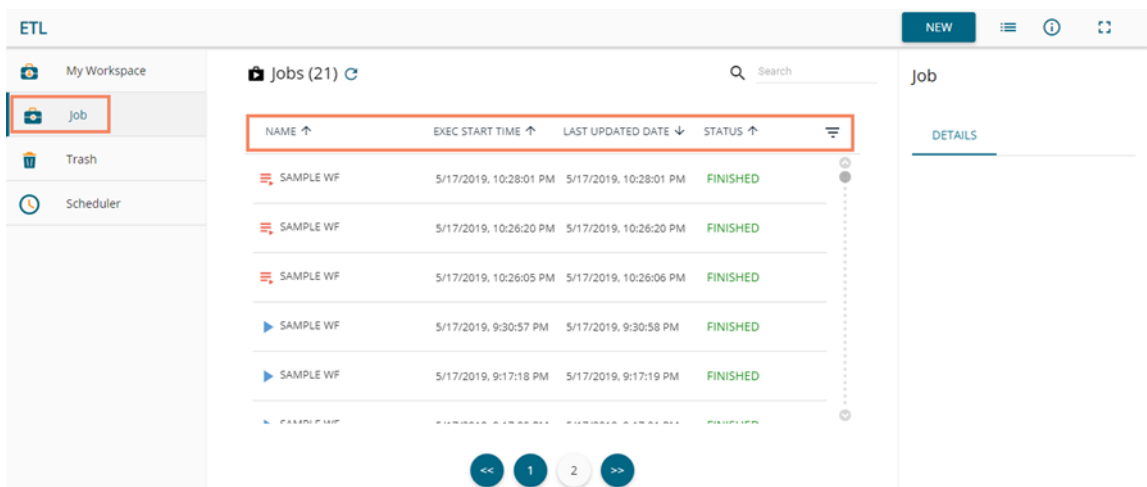 ETL
NEW
My Workspace
Job
Trash
Scheduler
Jobs (21)
Search
NAME EXEC START TIME LAST UPDATED DATE STATUS
SAMPLE WF 5/17/2019, 10:28:01 PM 5/17/2019, 10:28:01 PM FINISHED
SAMPLE WF 5/17/2019, 10:26:20 PM 5/17/2019, 10:26:20 PM FINISHED
SAMPLE WF 5/17/2019, 10:26:05 PM 5/17/2019, 10:26:06 PM FINISHED
SAMPLE WF 5/17/2019, 9:30:57 PM 5/17/2019, 9:30:58 PM FINISHED
SAMPLE WF 5/17/2019, 9:17:18 PM 5/17/2019, 9:17:19 PM FINISHED
<< 1 2 >>
Job
DETAILS